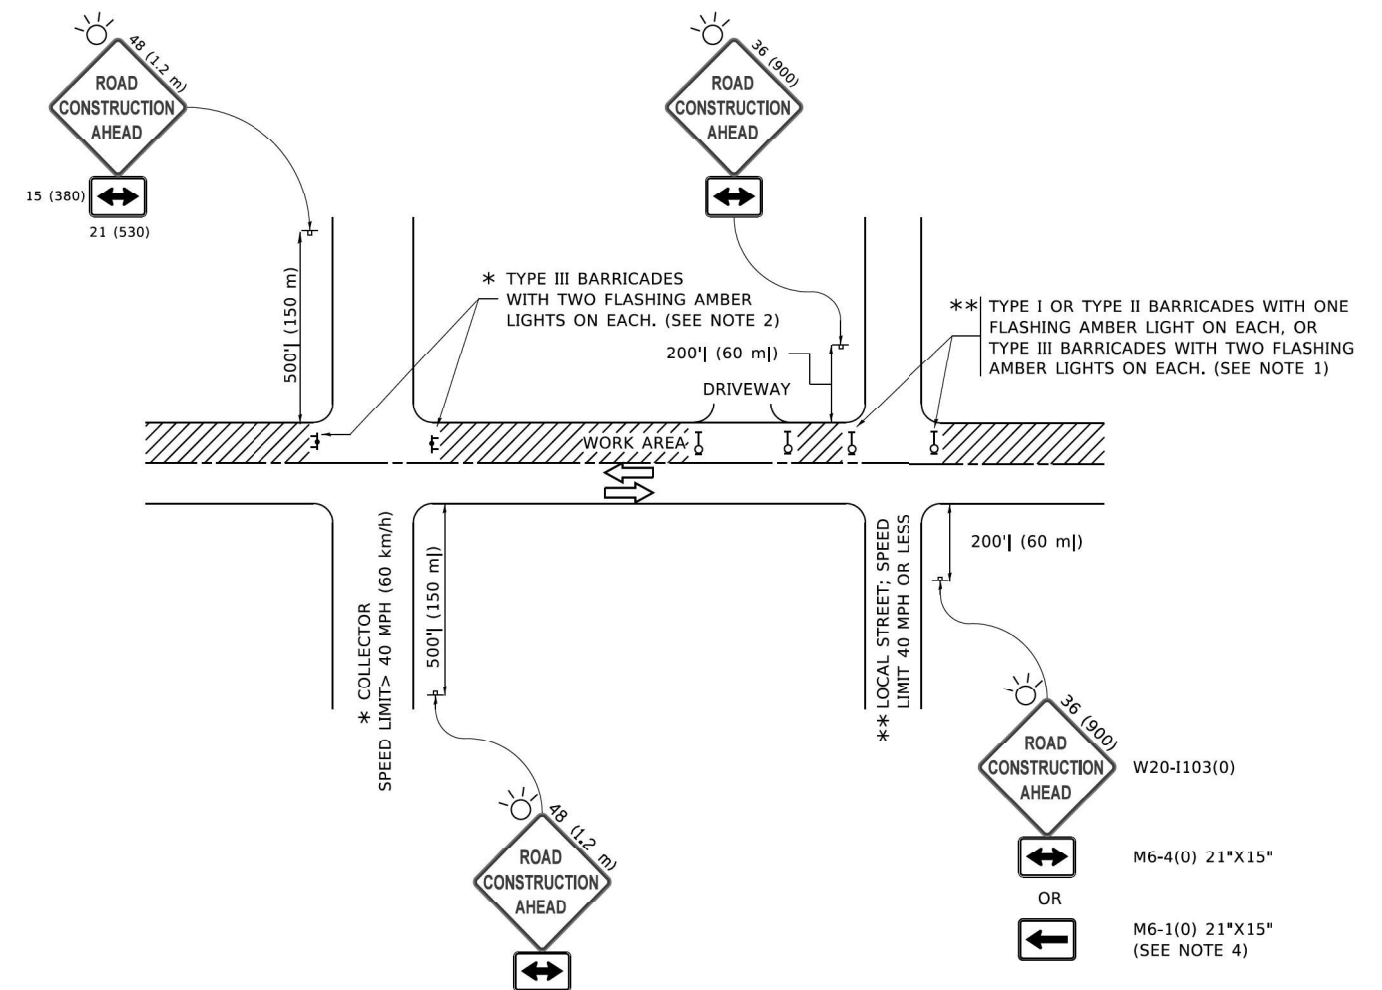 48 (1.2 m)
ROAD
CONSTRUCTION
AHEAD
15 (380)
21 (530)
36 (900)
ROAD
CONSTRUCTION
AHEAD
500'| (150 m)
* TYPE III BARRICADES
WITH TWO FLASHING AMBER
LIGHTS ON EACH. (SEE NOTE 2)
200'| (60 m|)
DRIVEWAY
** TYPE I OR TYPE II BARRICADES WITH ONE
FLASHING AMBER LIGHT ON EACH, OR
TYPE III BARRICADES WITH TWO FLASHING
AMBER LIGHTS ON EACH. (SEE NOTE 1)
WORK AREA
* COLLECTOR
SPEED LIMIT> 40 MPH (60 km/h)
500'| (150 m|)
** LOCAL STREET; SPEED
LIMIT 40 MPH OR LESS
200'| (60 m|)
48 (1.2 m)
ROAD
CONSTRUCTION
AHEAD
36 (900)
ROAD
CONSTRUCTION
AHEAD
W20-I103(0)
M6-4(0) 21"X15"
OR
M6-1(0) 21"X15"
(SEE NOTE 4)